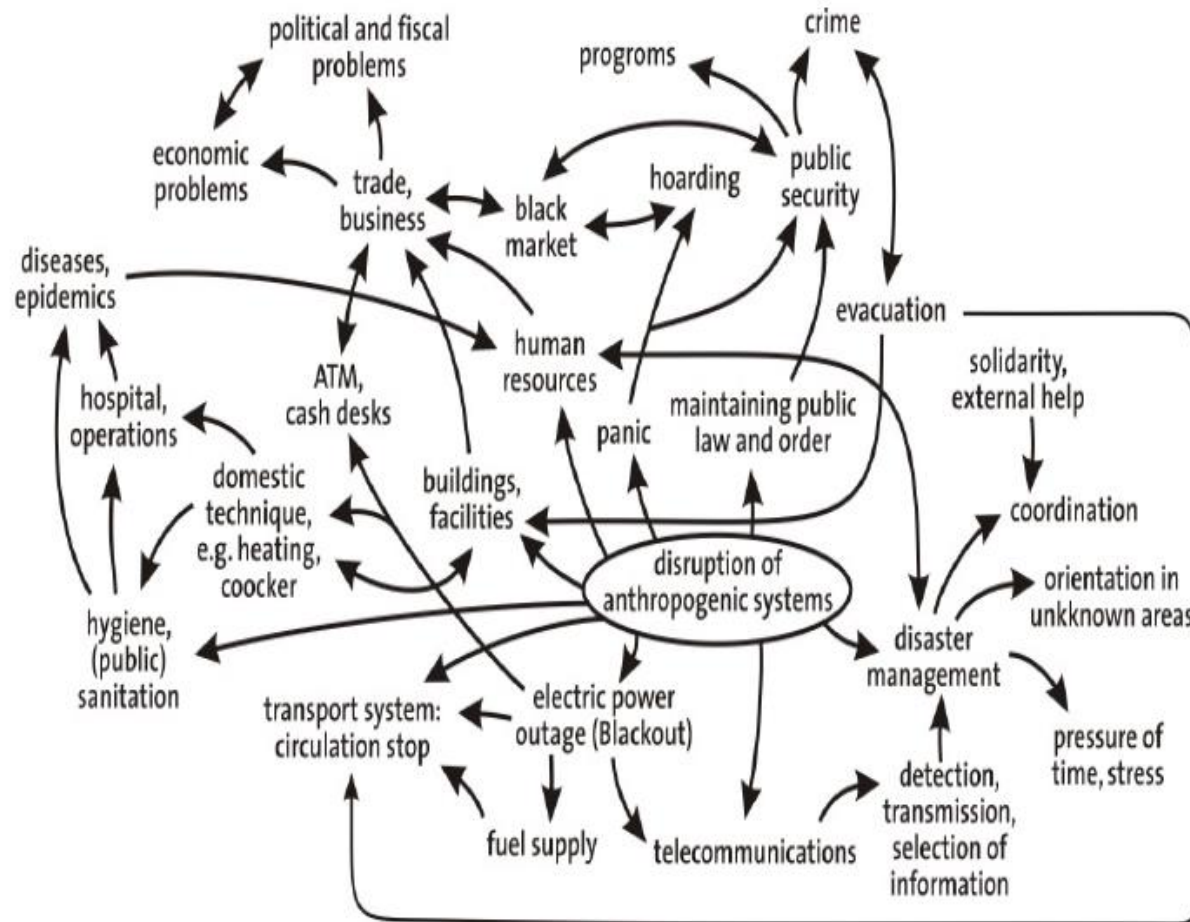 political and fiscal
problems
crime
programs
economic
problems
trade,
business
black
market
hoarding
public
security
diseases,
epidemics
human
resources
evacuation
ATM,
cash desks
solidarity,
external help
hospital,
operations
panic
maintaining public
law and order
domestic
technique,
e.g. heating,
coocker
buildings,
facilities
coordination
disruption of
anthropogenic systems
orientation in
unkknown areas
hygiene,
(public)
sanitation
disaster
management
transport system:
circulation stop
electric power
outage (Blackout)
pressure of
time, stress
detection,
transmission,
selection of
information
fuel supply
telecommunications